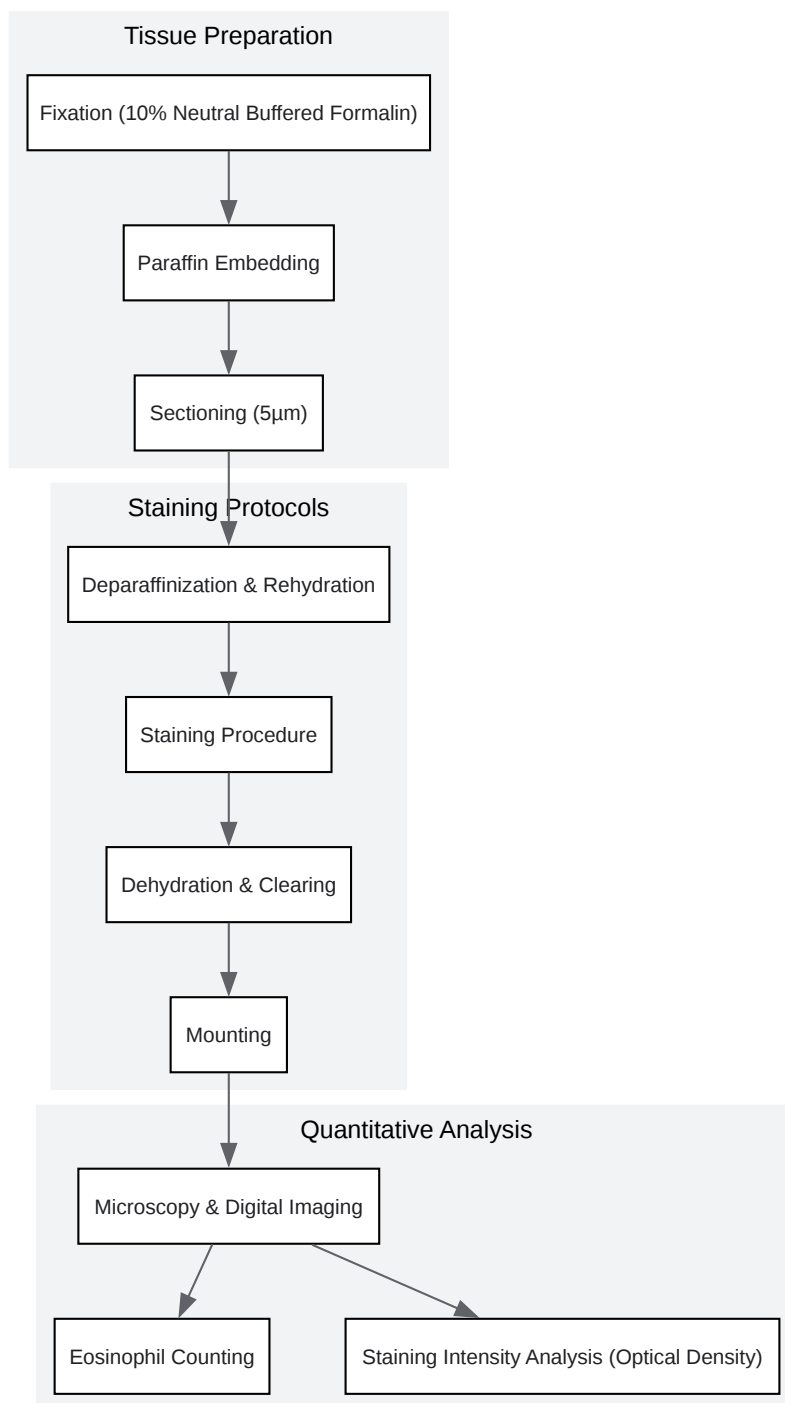 Tissue Preparation
Fixation (10% Neutral Buffered Formalin)
Paraffin Embedding
Sectioning (5µm)
Staining Protocols
Deparaffinization & Rehydration
Staining Procedure
Dehydration & Clearing
Mounting
Quantitative Analysis
Microscopy & Digital Imaging
Eosinophil Counting
Staining Intensity Analysis (Optical Density)